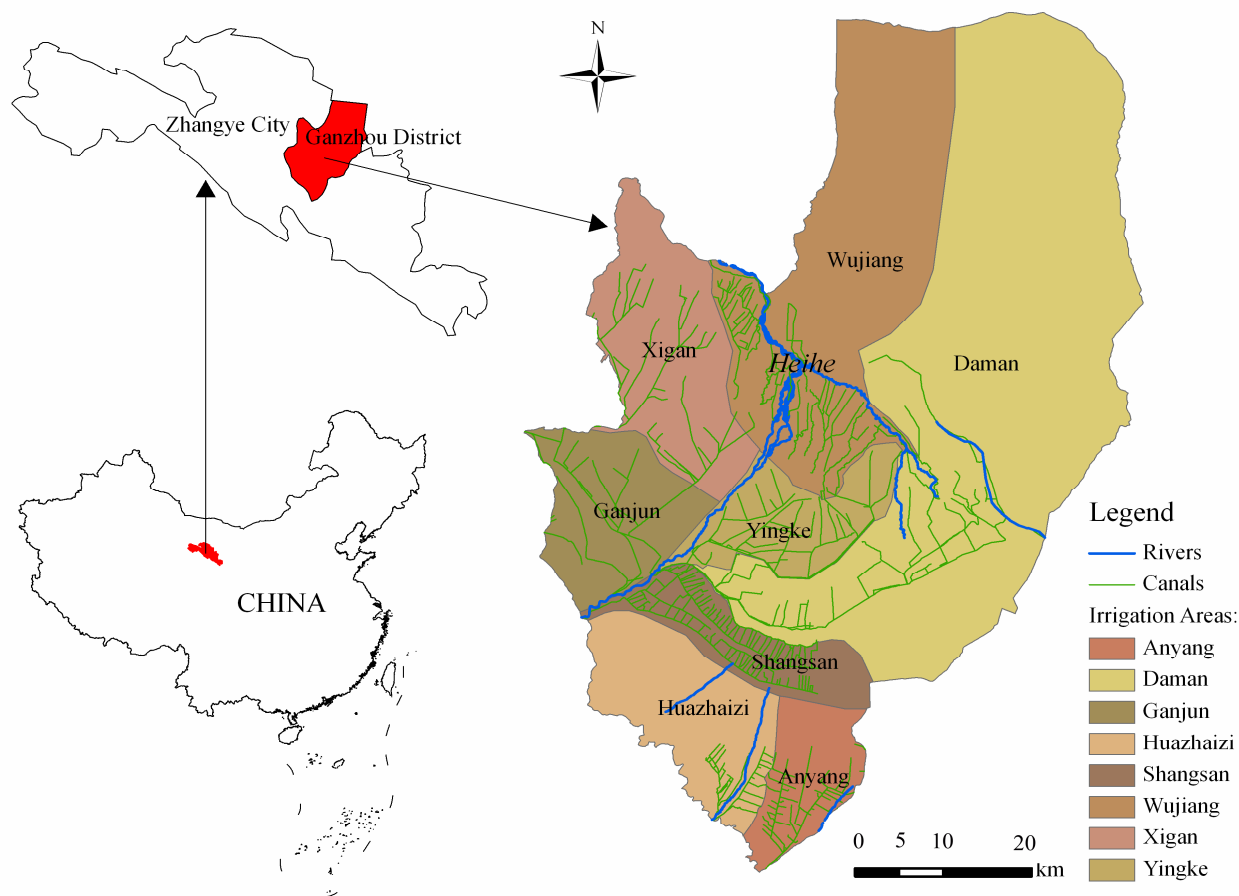 N
Zhangye City
Ganzhou District
Wujiang
Xigan
Heihe
Daman
Ganjun
Yingke
CHINA
Shangsan
Huazhaizi
Anyang
Legend
Rivers
Canals
Irrigation Areas:
Anyang
Daman
Ganjun
Huazhaizi
Shangsan
Wujiang
Xigan
Yingke
0 5 10 20
km